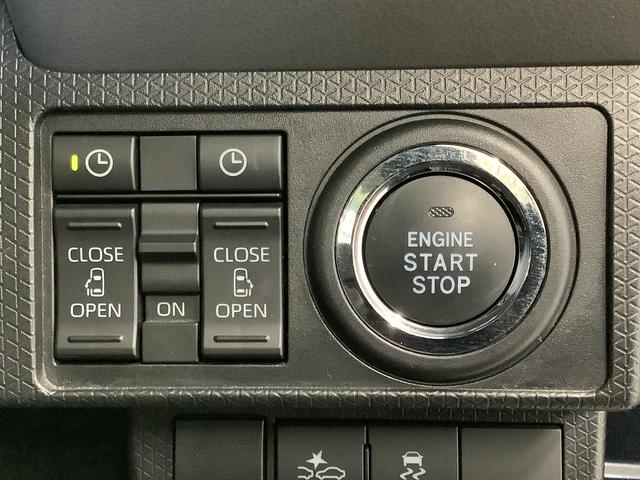 CLOSE
OPEN
ON
CLOSE
OPEN
ENGINE
START
STOP